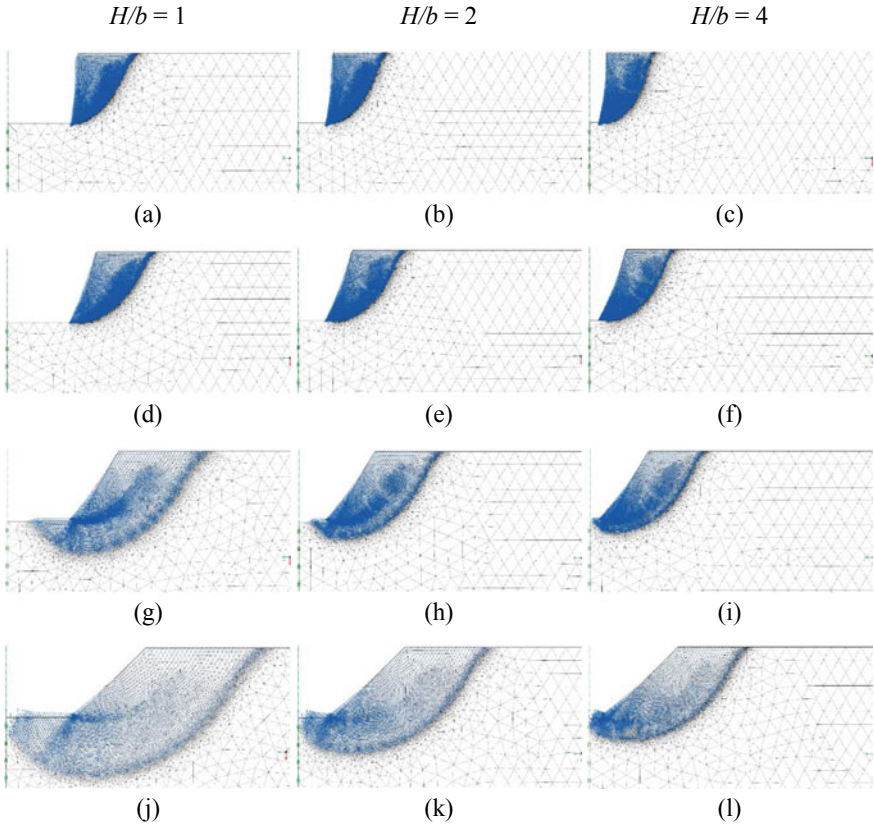 H/b = 1 H/b = 2 H/b = 4
(a) (b) (c)
(d) (e) (f)
(g) (h) (i)
(j) (k) (l)